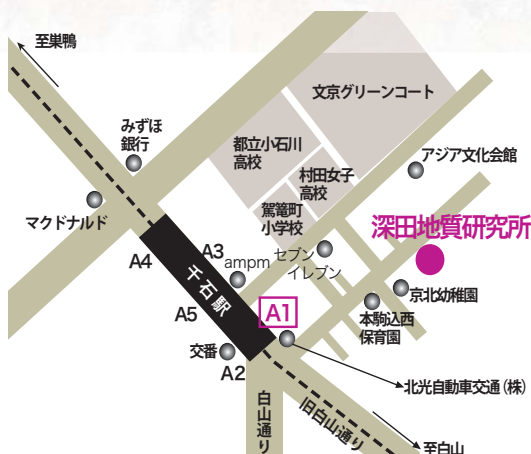 至巣鴨
文京グリーンコート
みずほ
銀行
都立小石川
高校
アジア文化会館
村田女子
高校
マクドナルド
駕籠町
小学校
深田地質研究所
A4
A3
ampm
セブン
イレブン
千石駅
京北幼稚園
A5
A1
本駒込西
保育園
交番
A2
北光自動車交通(株)
白山通り
旧白山通り
至白山